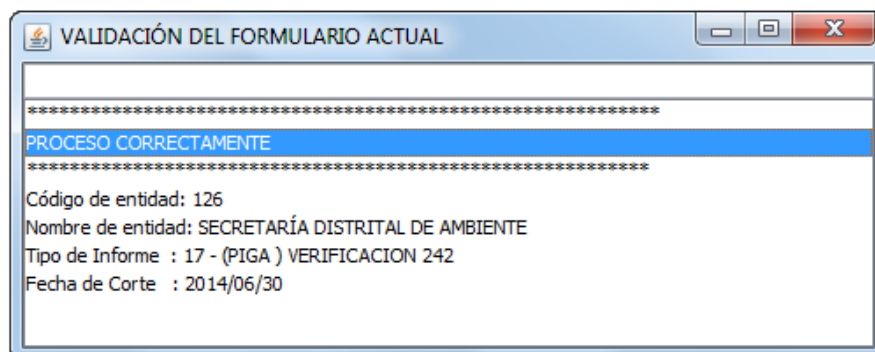 VALIDACIÓN DEL FORMULARIO ACTUAL
************************************************************
PROCESO CORRECTAMENTE
***********************************************************
Código de entidad: 126
Nombre de entidad: SECRETARÍA DISTRITAL DE AMBIENTE
Tipo de Informe : 17 - (PIGA ) VERIFICACION 242
Fecha de Corte : 2014/06/30